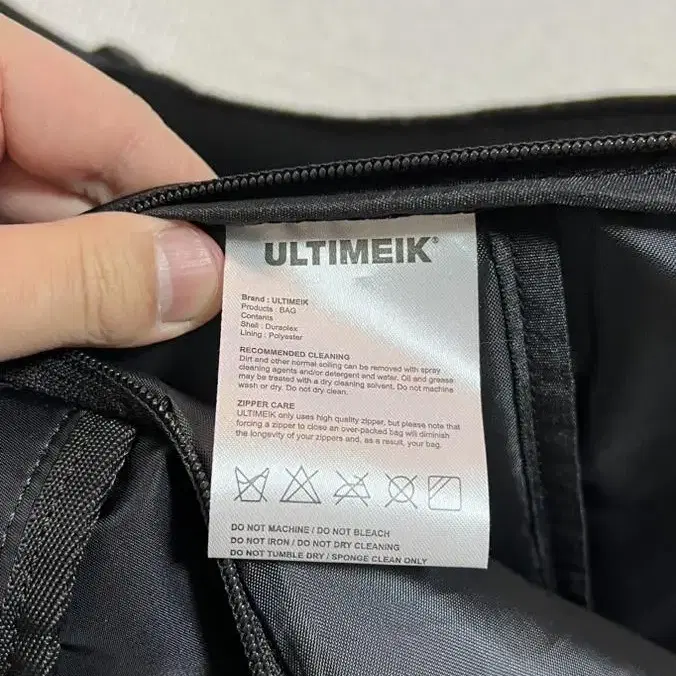 ULTIMEIK®
Brand : ULTIMEIK
Products : BAG
Contents
Shell : Duraplex
Lining : Polyester
RECOMMENDED CLEANING
Dirt and other normal soiling can be removed with spray
cleaning agents and/or detergent and water. Oil and grease
may be treated with a dry cleaning solvent. Do not machine
wash or dry. Do not dry clean.
ZIPPER CARE
ULTIMEIK only uses high quality zipper, but please note that
forcing a zipper to close an over-packed bag will diminish
the longevity of your zippers and, as a result, your bag.
DO NOT MACHINE / DO NOT BLEACH
DO NOT IRON / DO NOT DRY CLEANING
DO NOT TUMBLE DRY / SPONGE CLEAN ONLY